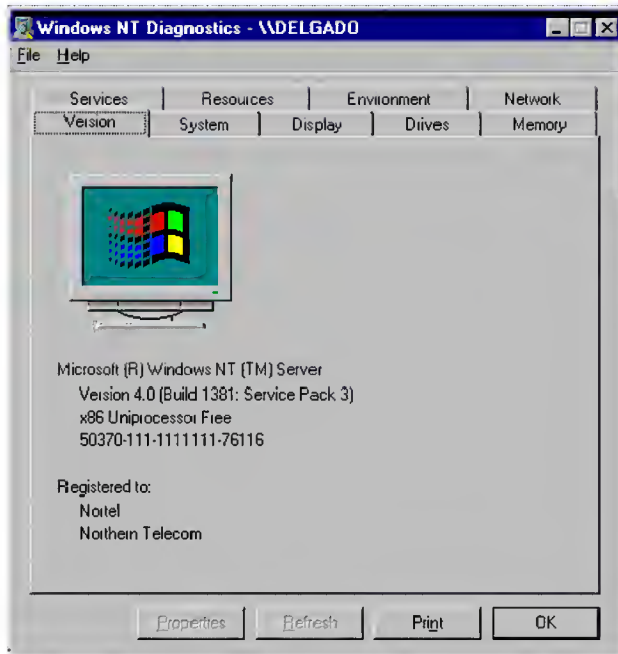 Windows NT Diagnostics - \\DELGADO
File Help
Services Resources Environment Network
Version System Display Drives Memory
Microsoft (R) Windows NT (TM) Server
Version 4.0 (Build 1381: Service Pack 3)
x86 Uniprocessor Free
50370-111-1111111-76116
Registered to:
Nortel
Northern Telecom
Properties Refresh Print OK